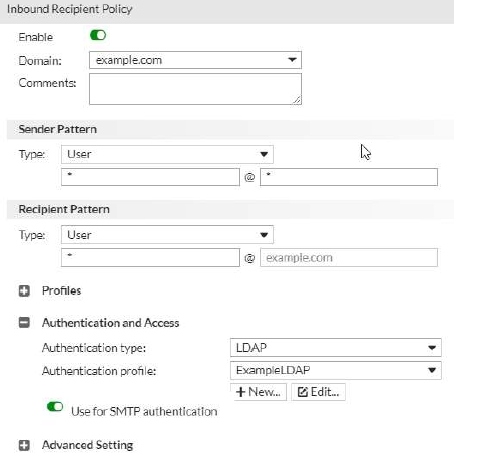 Inbound Recipient Policy
Enable
Domain: example.com
Comments:
Sender Pattern
Type: User
* @ *
Recipient Pattern
Type: User
* @ example.com
Profiles
Authentication and Access
Authentication type: LDAP
Authentication profile: ExampleLDAP
+ New... Edit...
Use for SMTP authentication
Advanced Setting